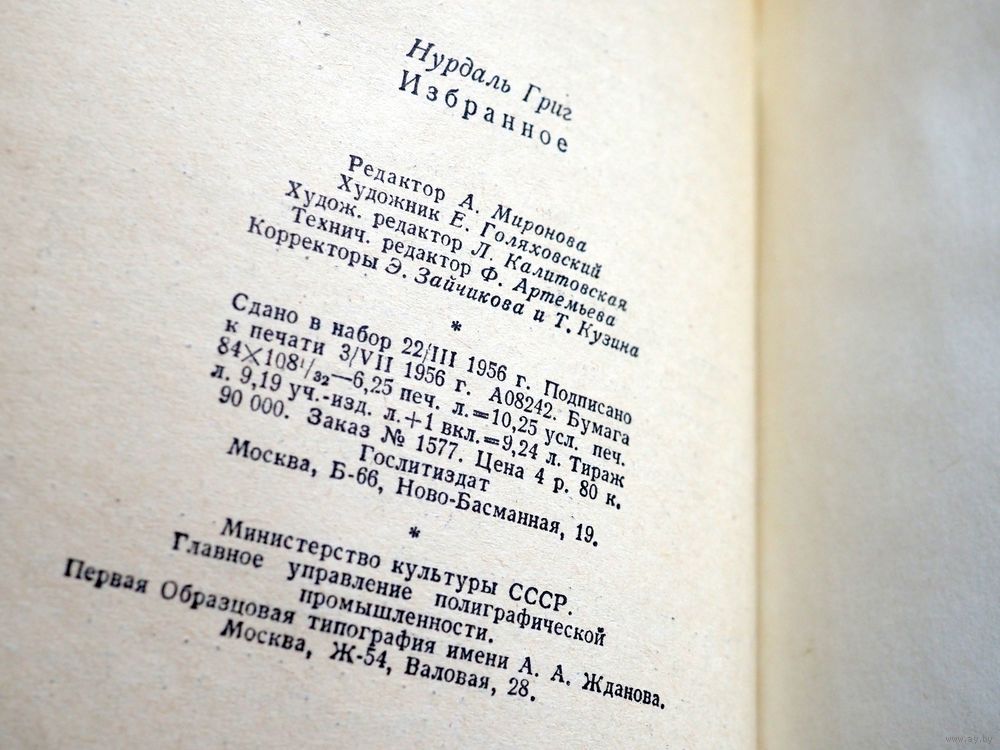 Нурдаль Григ
Избранное
Редактор А. Миронова
Художник Е. Голяховский
Худож. редактор Л. Калитовская
Технич. редактор Ф. Артемьева
Корректоры Э. Зайчикова и Т. Кузина
*
Сдано в набор 22/III 1956 г. Подписано
к печати 3/VII 1956 г. А08242. Бумага
84×108¹/₃₂—6,25 печ. л.=10,25 усл. печ.
л. 9,19 уч.-изд. л.+1 вкл.=9,24 л. Тираж
90 000. Заказ № 1577. Цена 4 р. 80 к.
Гослитиздат
Москва, Б-66, Ново-Басманная, 19.
*
Министерство культуры СССР.
Главное управление полиграфической
промышленности.
Первая Образцовая типография имени А. А. Жданова.
Москва, Ж-54, Валовая, 28.
www.ay.by